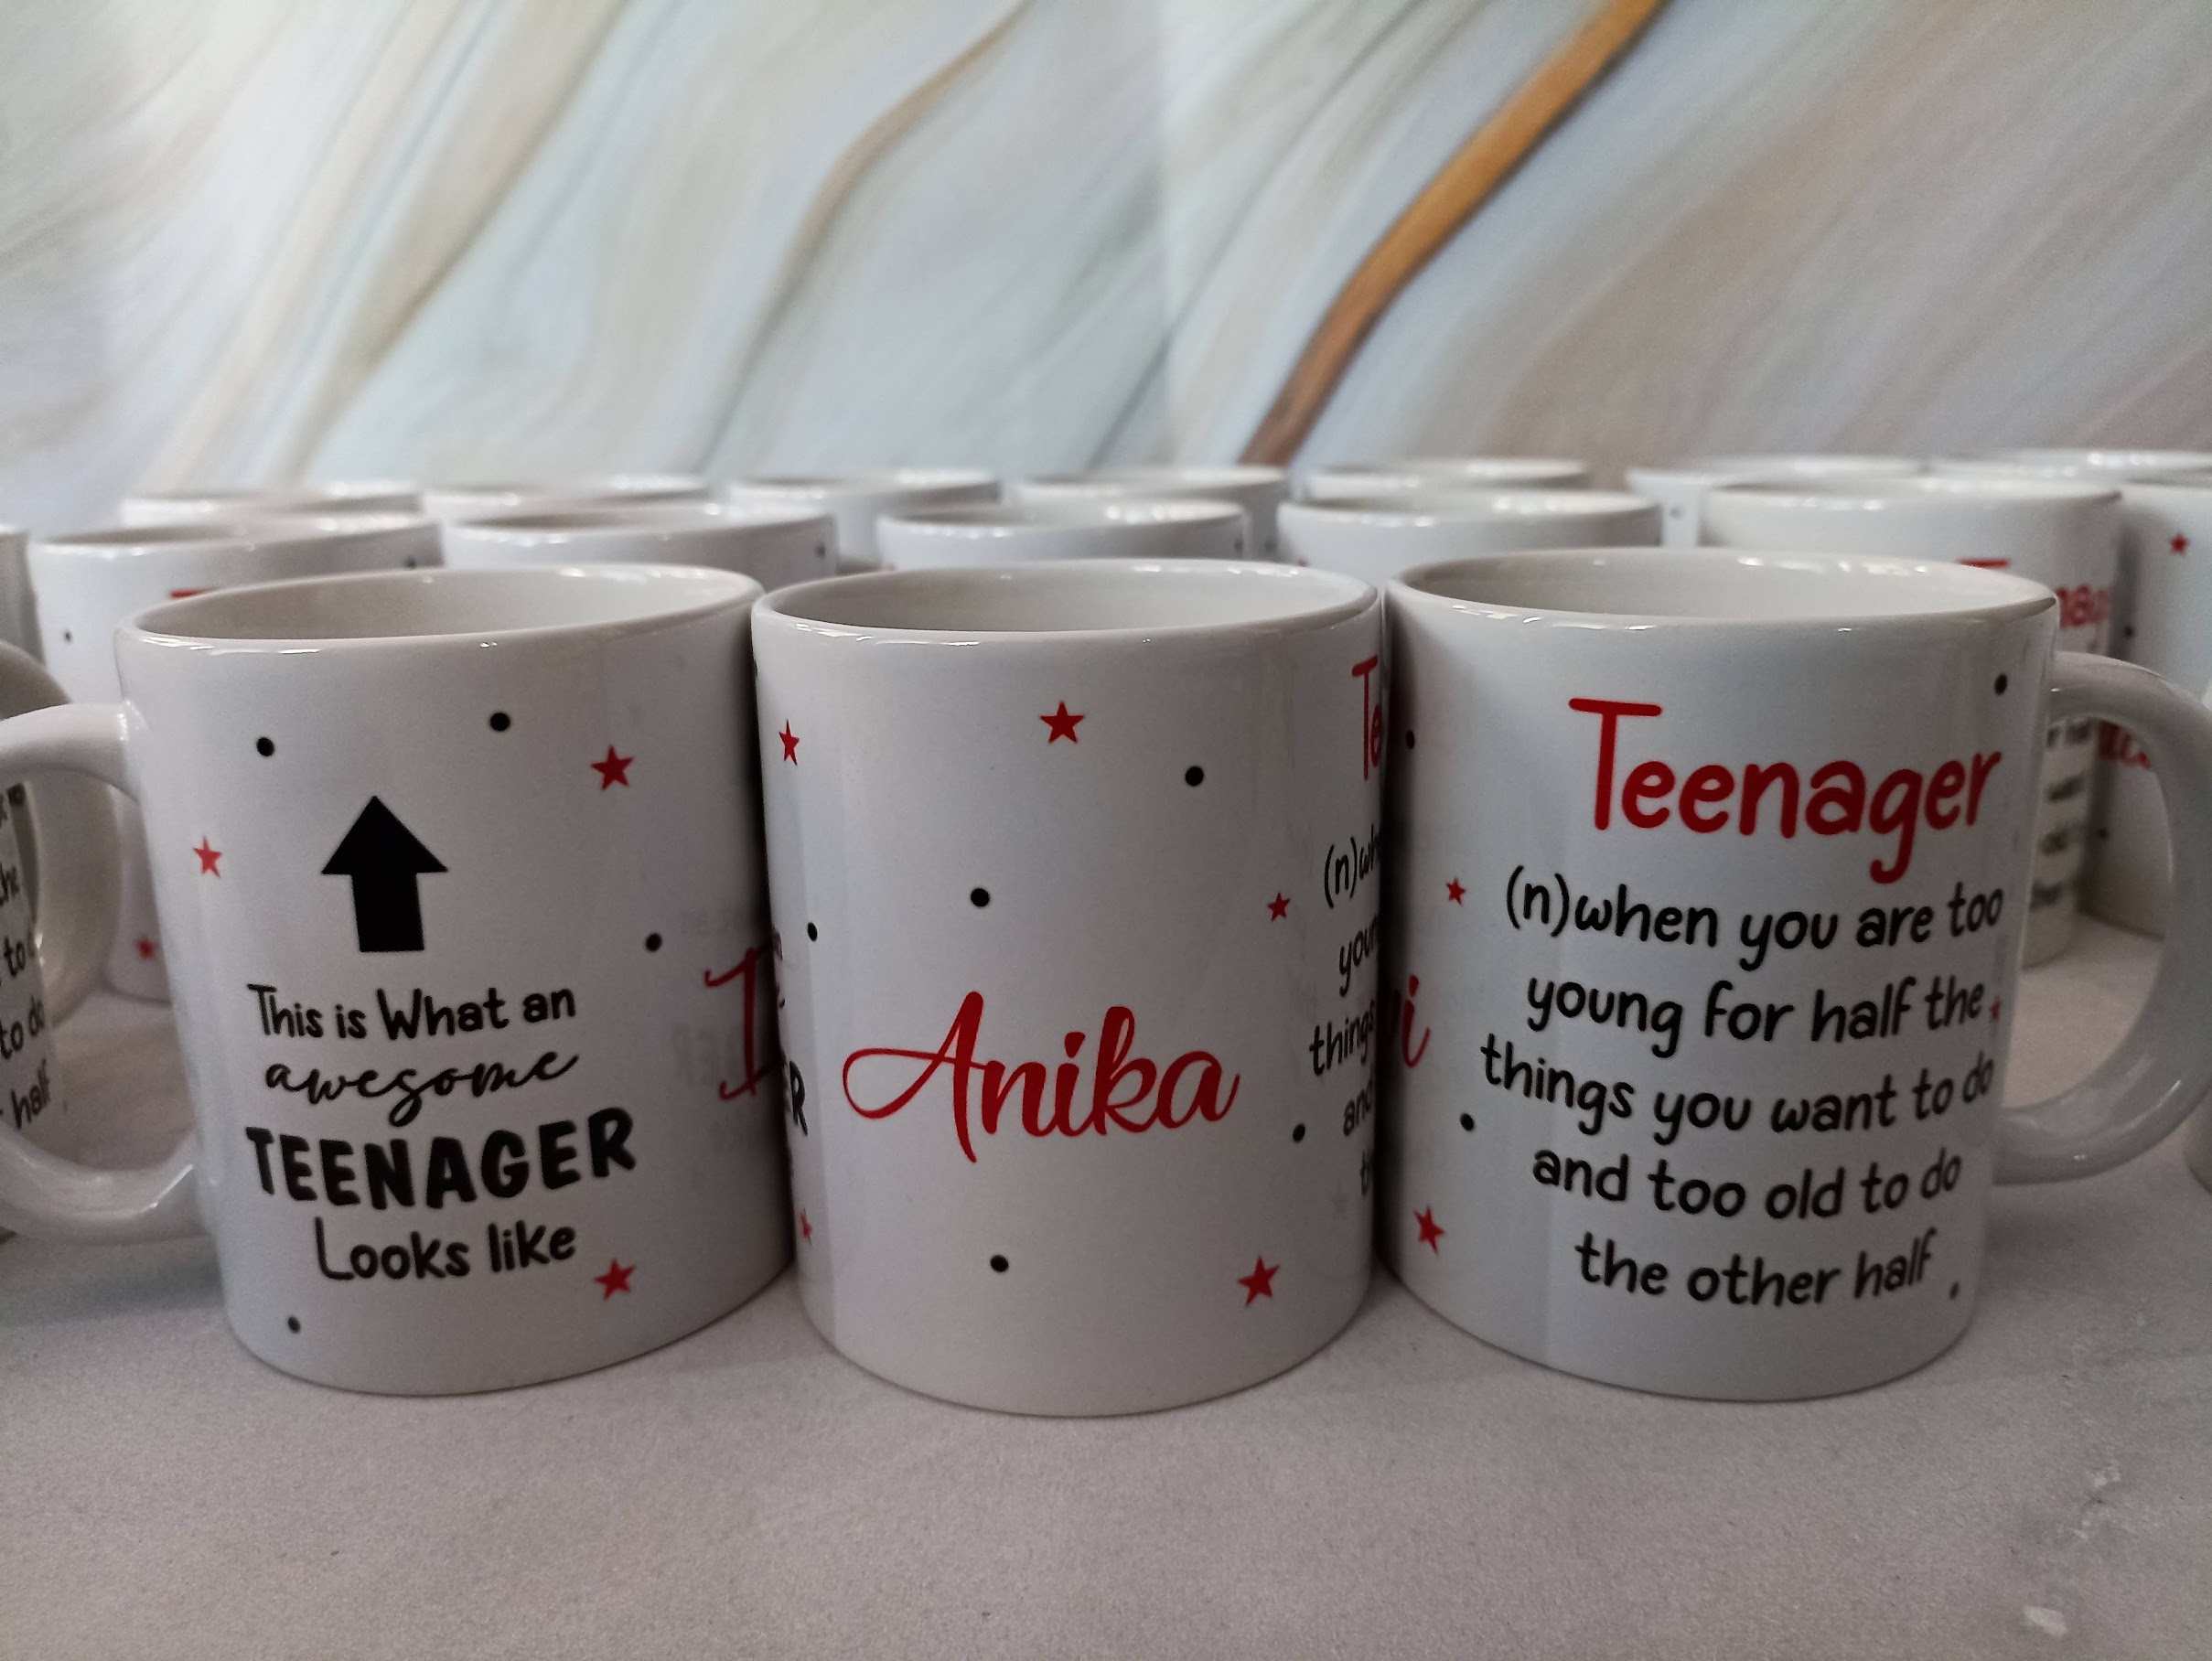 This is What an
awesome
TEENAGER
Looks like
Anika
Teenager
(n)when you are too
young for half the
things you want to do
and too old to do
the other half